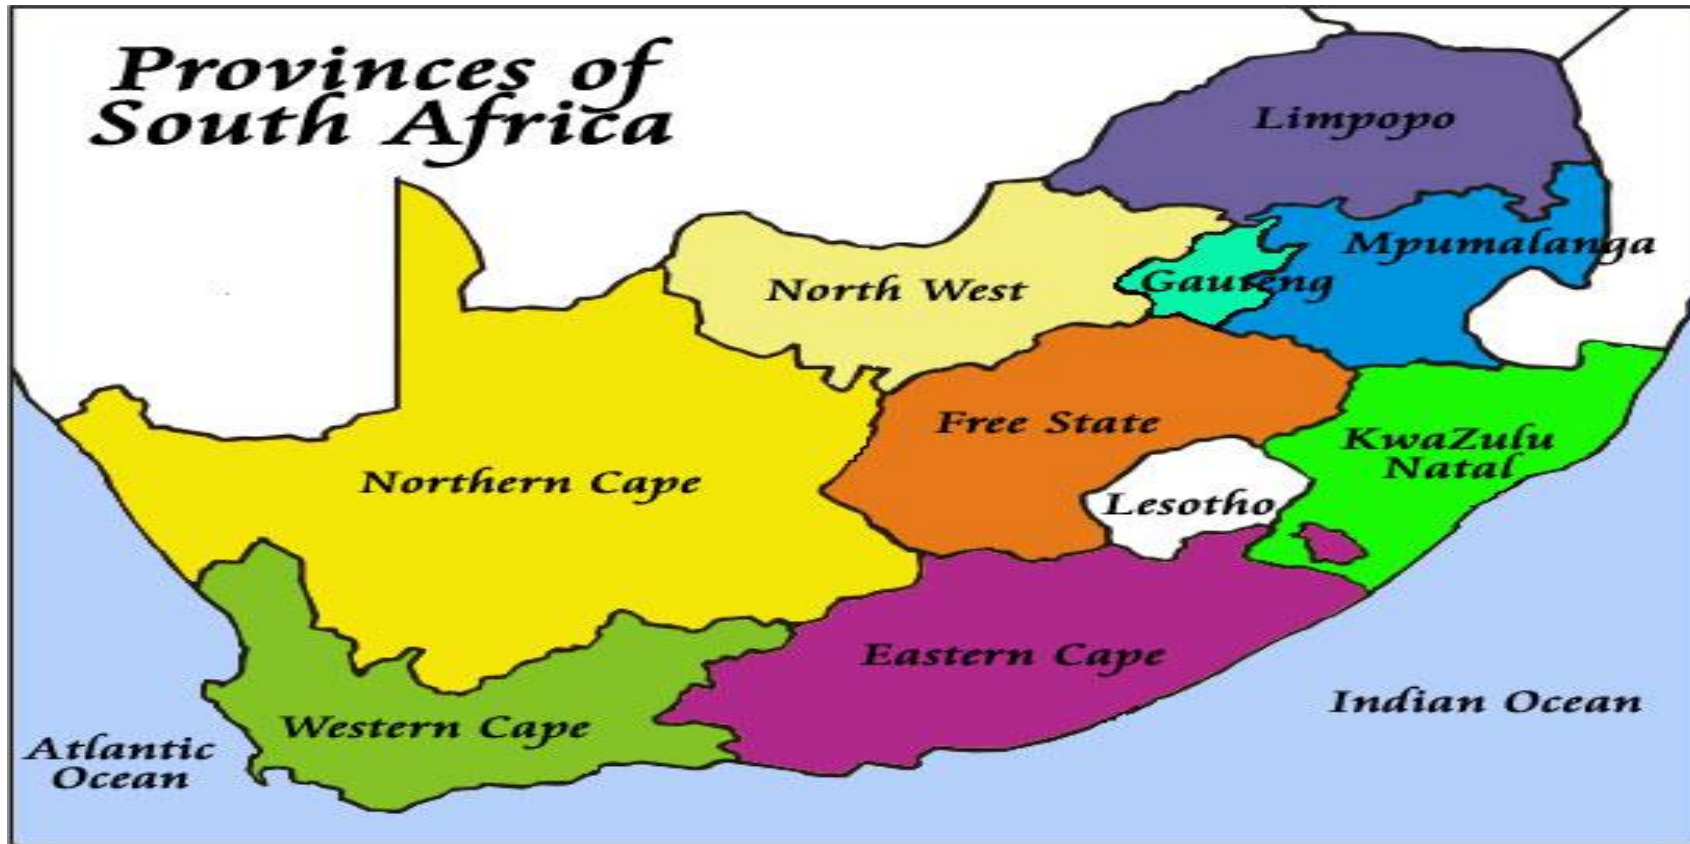 Provinces of
South Africa
Limpopo
Mpumalanga
Gauteng
North West
Free State
KwaZulu
Natal
Northern Cape
Lesotho
Eastern Cape
Indian Ocean
Western Cape
Atlantic
Ocean